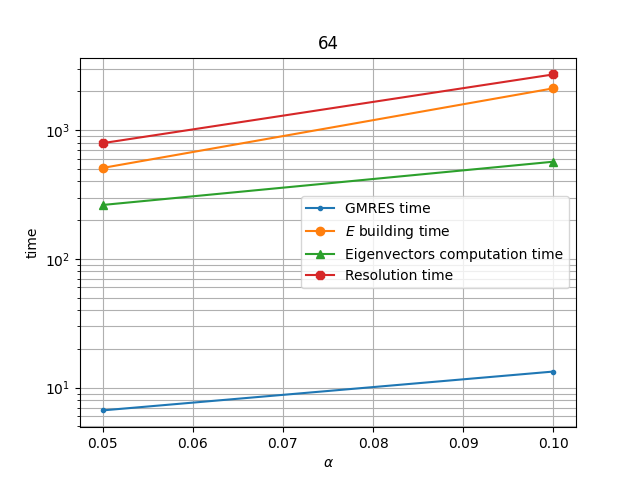 64
time
10³
10²
10¹
GMRES time
E building time
Eigenvectors computation time
Resolution time
0.05 0.06 0.07 0.08 0.09 0.10
α